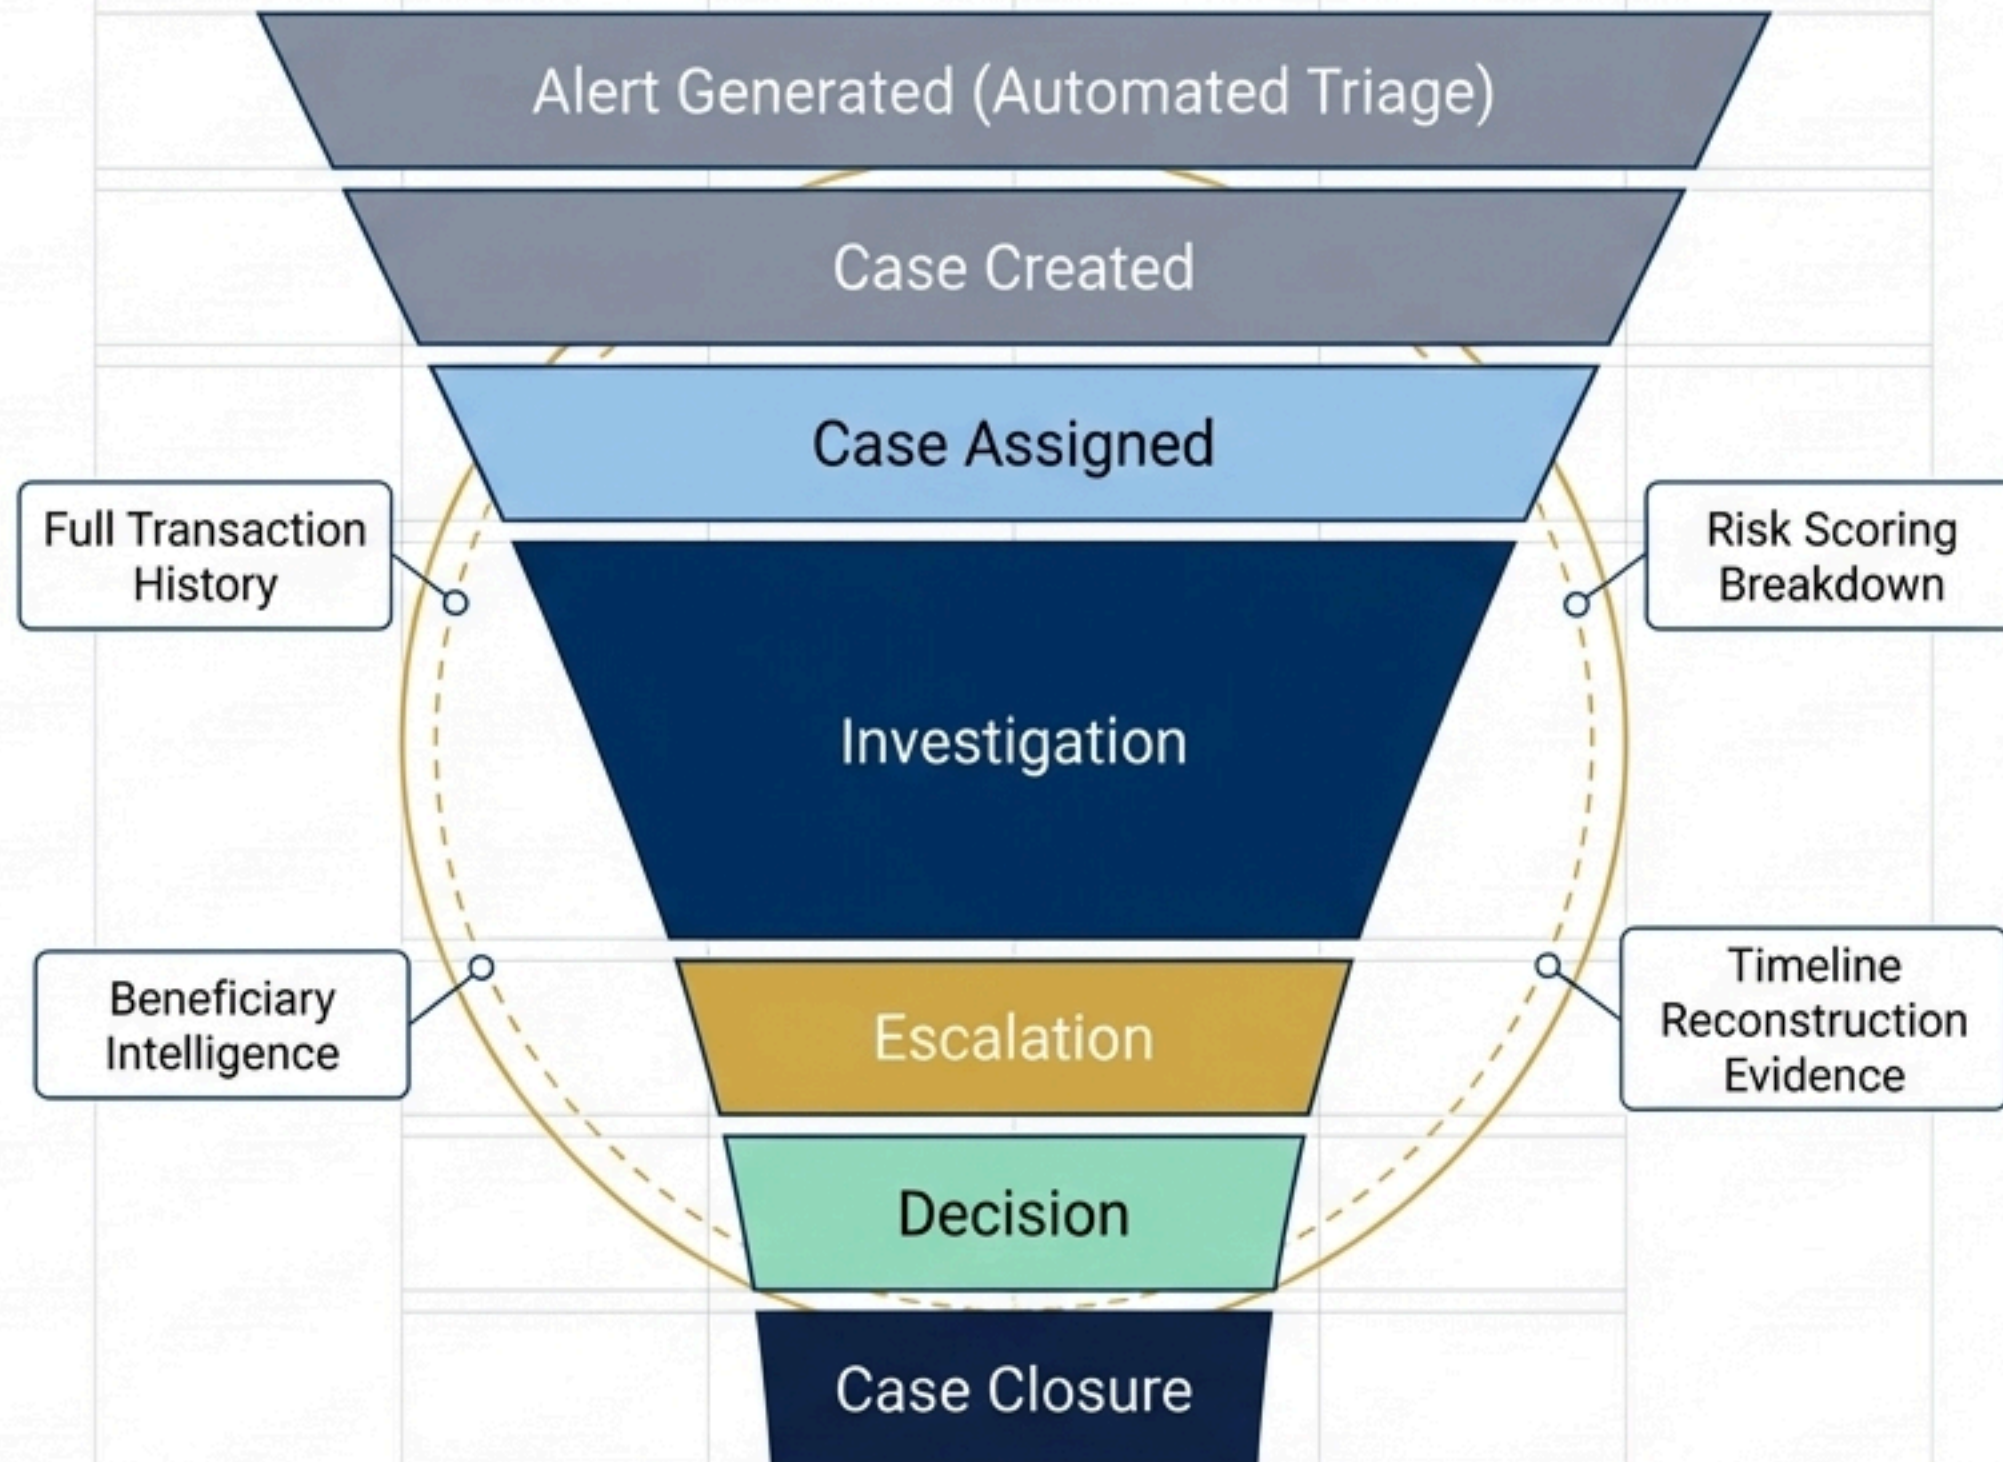 Alert Generated (Automated Triage)
Case Created
Case Assigned
Full Transaction
History
Risk Scoring
Breakdown
Investigation
Beneficiary
Intelligence
Timeline
Reconstruction
Evidence
Escalation
Decision
Case Closure